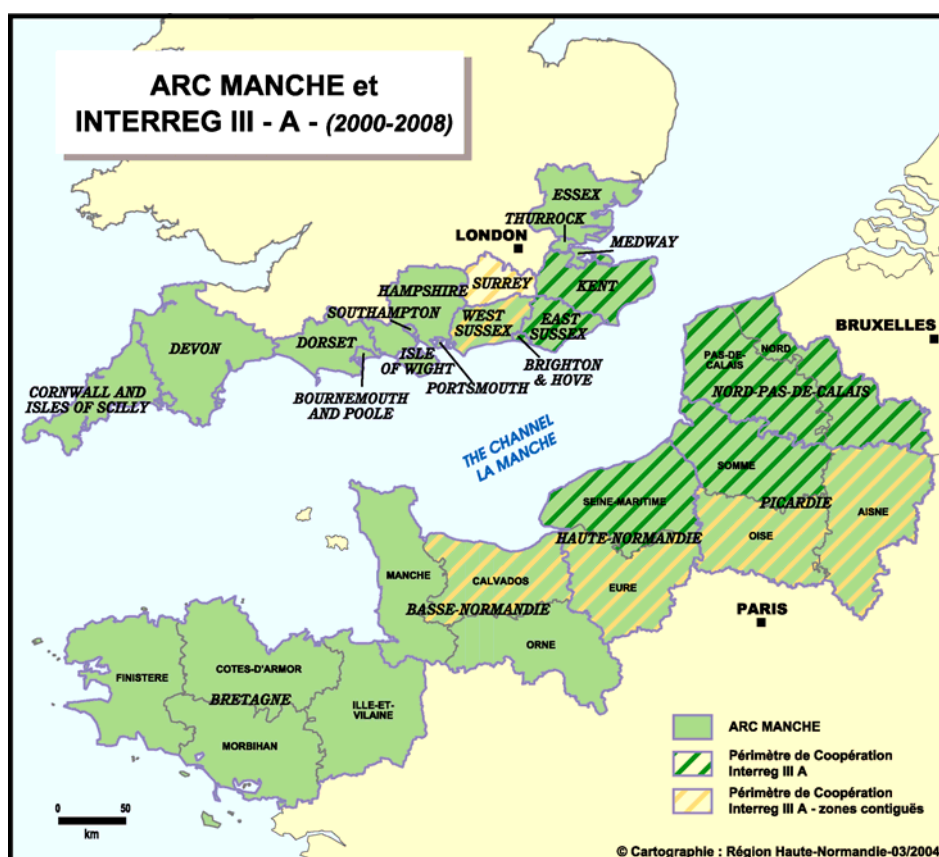 ARC MANCHE et
INTERREG III - A - (2000-2008)
ESSEX
THURROCK
LONDON
MEDWAY
SURREY
KENT
HAMPSHIRE
SOUTHAMPTON
WEST
SUSSEX
EAST
SUSSEX
DEVON
DORSET
ISLE
OF WIGHT
BRIGHTON
& HOVE
PORTSMOUTH
CORNWALL AND
ISLES OF SCILLY
BOURNEMOUTH
AND POOLE
BRUXELLES
NORD
PAS-DE-
CALAIS
NORD-PAS-DE-CALAIS
THE CHANNEL
LA MANCHE
SOMME
SEINE-MARITIME
PICARDIE
AISNE
HAUTE-NORMANDIE
OISE
MANCHE
CALVADOS
EURE
BASSE-NORMANDIE
PARIS
ORNE
FINISTERE
COTES-D'ARMOR
BRETAGNE
ILLE-ET-
VILAINE
MORBIHAN
ARC MANCHE
Périmètre de Coopération
Interreg III A
Périmètre de Coopération
Interreg III A - zones contiguës
0 50
km
© Cartographie : Région Haute-Normandie-03/2004